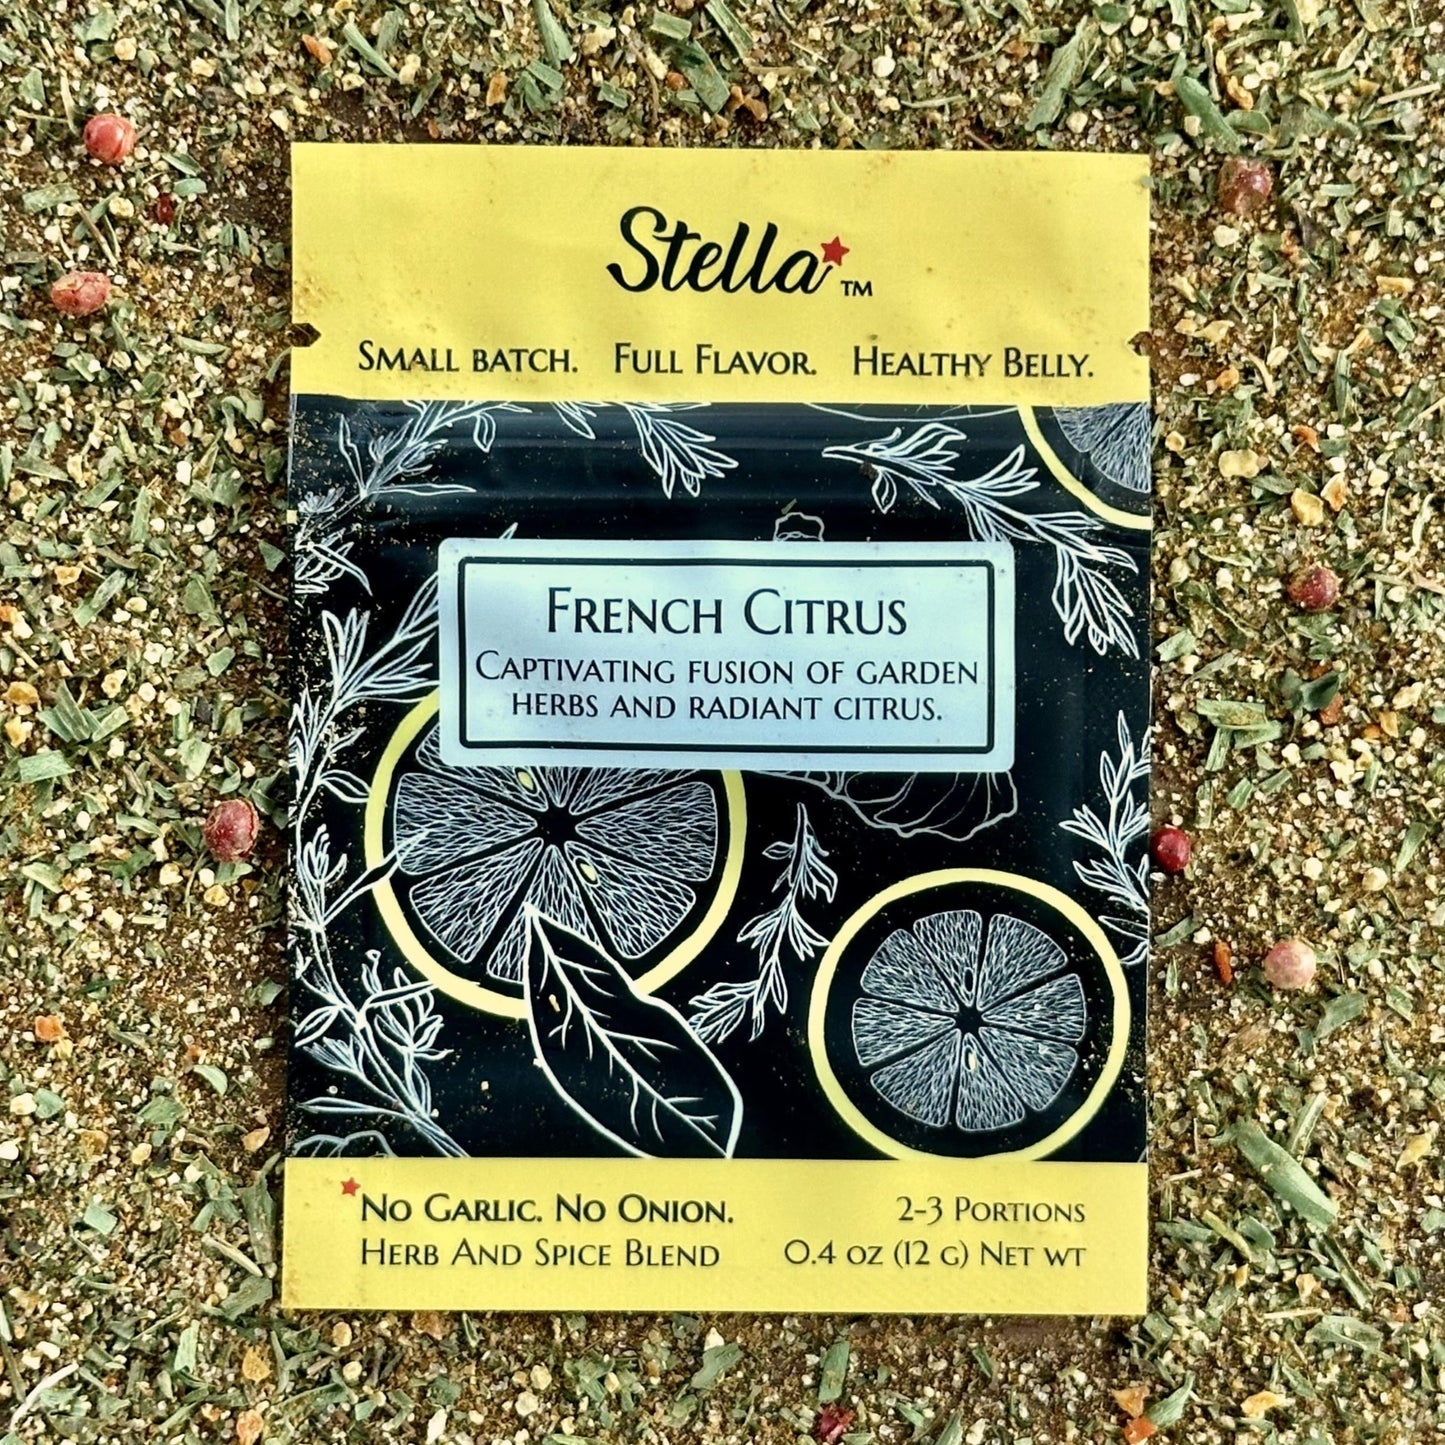 Stella™
Small batch. Full Flavor. Healthy Belly.
French Citrus
Captivating fusion of garden
herbs and radiant citrus.
No Garlic. No Onion.
Herb And Spice Blend
2-3 Portions
0.4 oz (12 g) Net wt